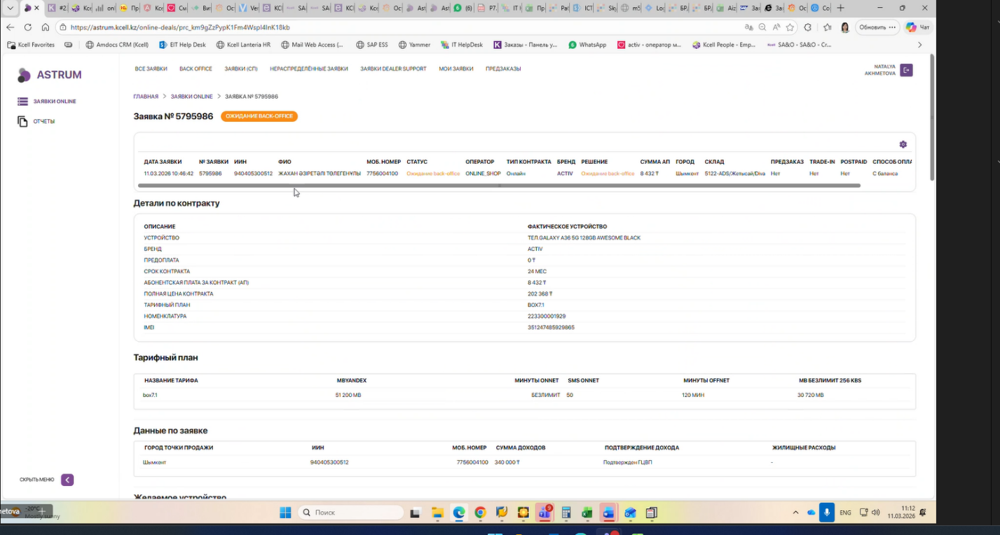 https://astrum.kcell.kz/online-deals/prc_km9gZzPypK1Fm4WspI4lnK18kb
Обновить
Чат
Kcell Favorites
Amdocs CRM (Kcell)
EIT Help Desk
Kcell Lanteria HR
Mail Web Access (...
SAP ESS
Yammer
IT HelpDesk
Заказы - Панель у...
WhatsApp
activ - оператор м...
Kcell People - Emp...
SA&O - SA&O - Cr...
ASTRUM
ВСЕ ЗАЯВКИ BACK OFFICE ЗАЯВКИ (СП) НЕРАСПРЕДЕЛЁННЫЕ ЗАЯВКИ ЗАЯВКИ DEALER SUPPORT МОИ ЗАЯВКИ ПРЕДЗАКАЗЫ
NATALYA
AKHMETOVA
ЗАЯВКИ ONLINE
ОТЧЕТЫ
ГЛАВНАЯ > ЗАЯВКИ ONLINE > ЗАЯВКА № 5795986
Заявка № 5795986 ОЖИДАНИЕ BACK-OFFICE
ДАТА ЗАЯВКИ № ЗАЯВКИ ИИН ФИО МОБ. НОМЕР СТАТУС ОПЕРАТОР ТИП КОНТРАКТА БРЕНД РЕШЕНИЕ СУММА АП ГОРОД СКЛАД ПРЕДЗАКАЗ TRADE-IN POSTPAID СПОСОБ ОПЛА
11.03.2026 10:46:42 5795986 940405300512 ЖАХАН ӘЗІРЕТӘЛІ ТӨЛЕГЕНҰЛЫ 7756004100 Ожидание back-office ONLINE_SHOP Онлайн ACTIV Ожидание back-office 8 432 ₸ Шымкент 5122-ADS/Жетысай/Diva Нет Нет Нет С баланса
Детали по контракту
ОПИСАНИЕ ФАКТИЧЕСКОЕ УСТРОЙСТВО
УСТРОЙСТВО ТЕЛ.GALAXY A36 5G 128GB AWESOME BLACK
БРЕНД ACTIV
ПРЕДОПЛАТА 0 ₸
СРОК КОНТРАКТА 24 МЕС
АБОНЕНТСКАЯ ПЛАТА ЗА КОНТРАКТ (АП) 8 432 ₸
ПОЛНАЯ ЦЕНА КОНТРАКТА 202 368 ₸
ТАРИФНЫЙ ПЛАН BOX7.1
НОМЕНКЛАТУРА 223300001929
IMEI 351247485929865
Тарифный план
НАЗВАНИЕ ТАРИФА MBYANDEX МИНУТЫ ONNET SMS ONNET МИНУТЫ OFFNET MB БЕЗЛИМИТ 256 KBS
box7.1 51 200 MB БЕЗЛИМИТ 50 120 МИН 30 720 MB
Данные по заявке
ГОРОД ТОЧКИ ПРОДАЖИ ИИН МОБ. НОМЕР СУММА ДОХОДОВ ПОДТВЕРЖДЕНИЕ ДОХОДА ЖИЛИЩНЫЕ РАСХОДЫ
Шымкент 940405300512 7756004100 340 000 ₸ Подтвержден ГЦВП -
Желаемое устройство
СКРЫТЬ МЕНЮ
-20°C
Mostly sunny
Поиск
9
ENG
11:12
11.03.2026